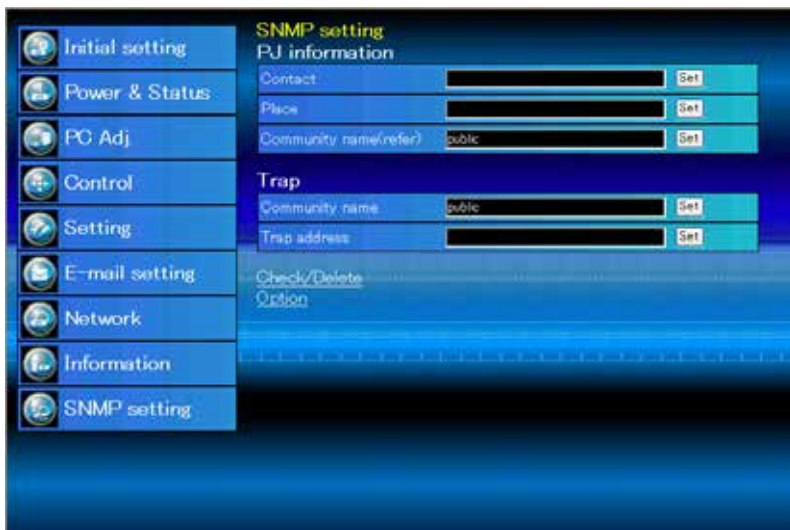 Initial setting
Power & Status
PC Adj
Control
Setting
E-mail setting
Network
Information
SNMP setting
SNMP setting
PJ information
Contact Set
Place Set
Community name(refer) public Set
Trap
Community name public Set
Trap address Set
Check/Delete
Option